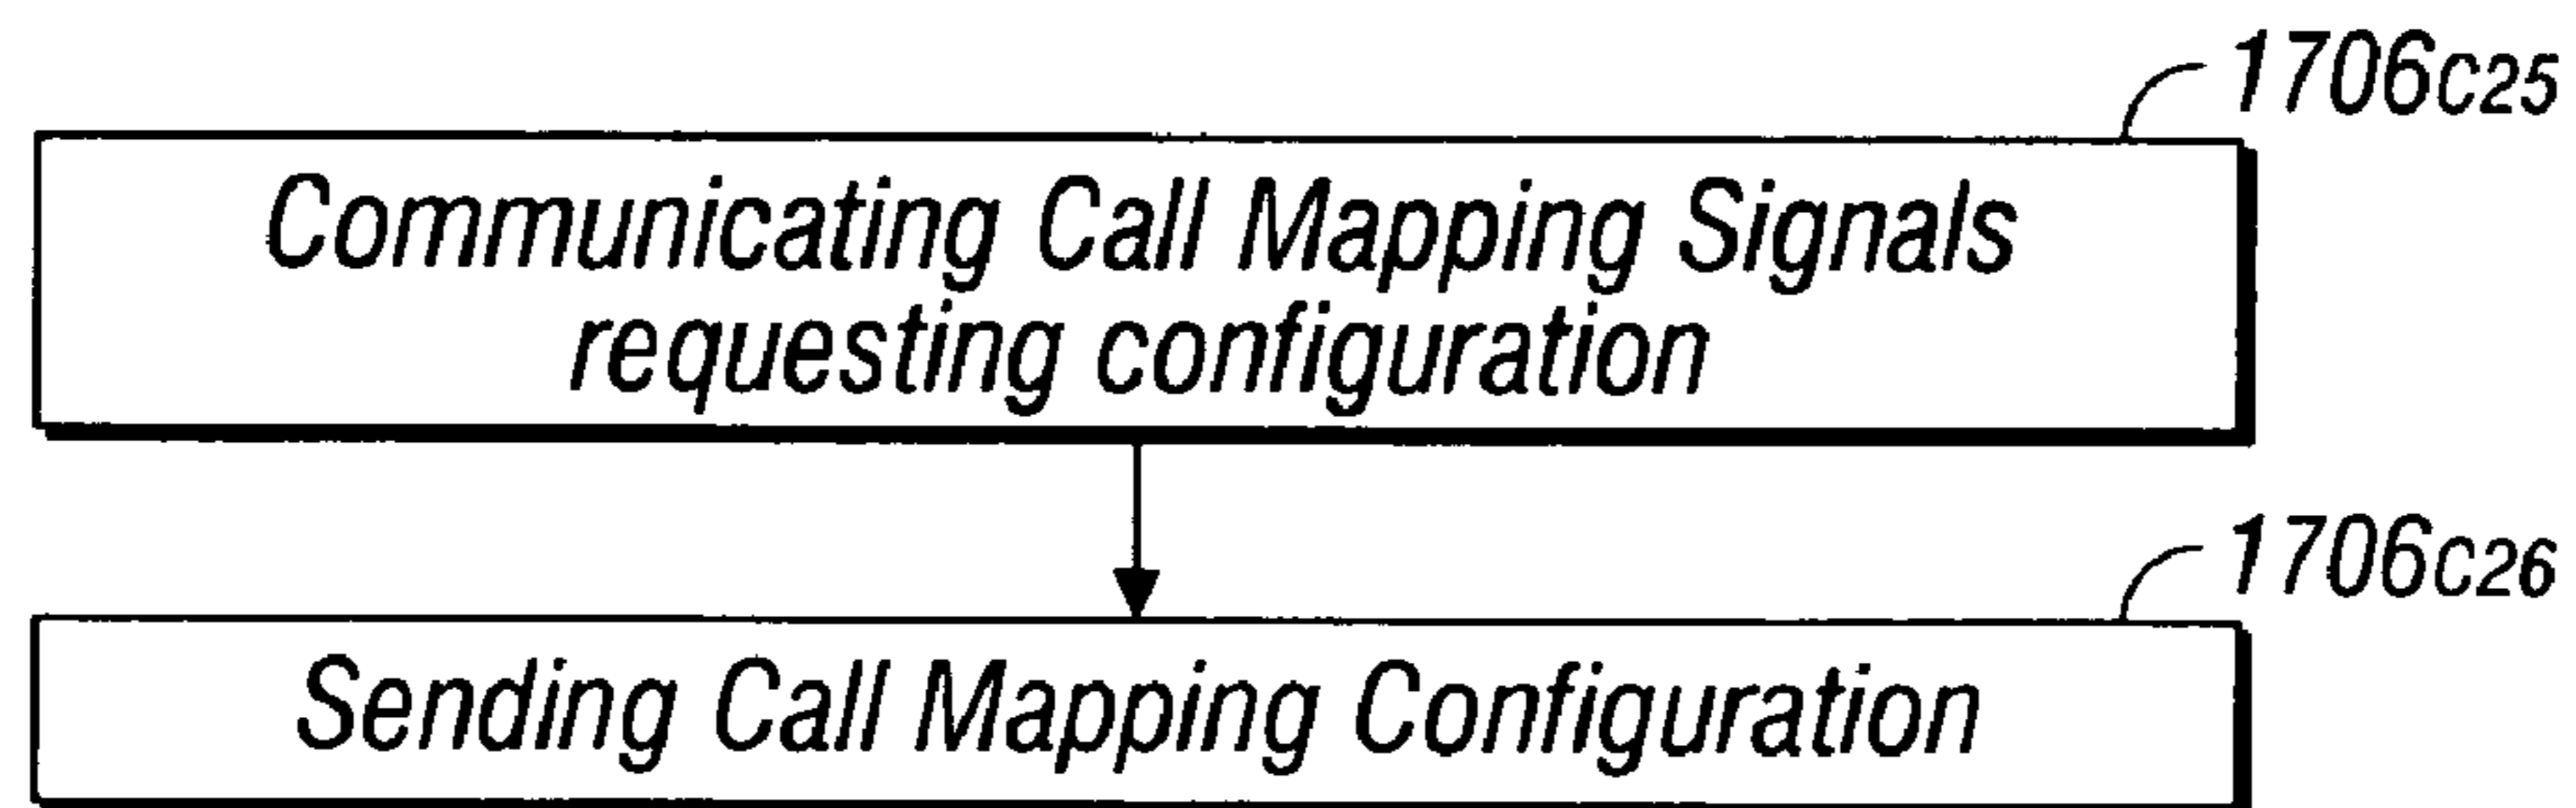 1706C25
Communicating Call Mapping Signals
requesting configuration
1706C26
Sending Call Mapping Configuration